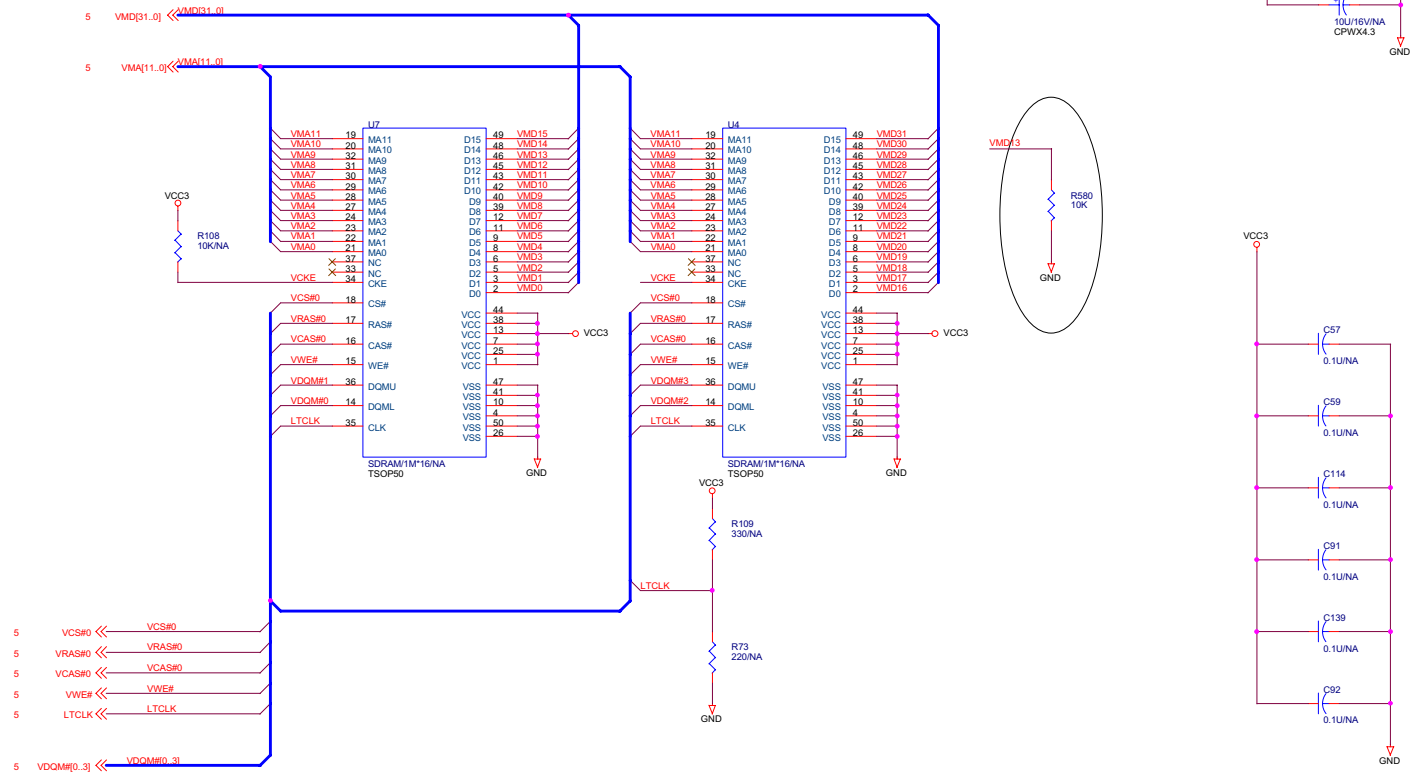 5 VMD[31..0] VMD[31..0]
5 VMA[11..0] VMA[11..0]
10U/16V/NA
CPWX4.3
GND
U7
VMA11 19 MA11 D15 49 VMD15
VMA10 20 MA10 D14 48 VMD14
VMA9 32 MA9 D13 46 VMD13
VMA8 31 MA8 D12 45 VMD12
VMA7 30 MA7 D11 43 VMD11
VMA6 29 MA6 D10 42 VMD10
VMA5 28 MA5 D9 40 VMD9
VMA4 27 MA4 D8 39 VMD8
VMA3 24 MA3 D7 12 VMD7
VMA2 23 MA2 D6 11 VMD6
VMA1 22 MA1 D5 9 VMD5
VMA0 21 MA0 D4 8 VMD4
37 NC D3 6 VMD3
33 NC D2 5 VMD2
VCKE 34 CKE D1 3 VMD1
D0 2 VMD0
VCS#0 18 CS#
VRAS#0 17 RAS#
VCAS#0 16 CAS#
VWE# 15 WE#
VDQM#1 36 DQMU
VDQM#0 14 DQML
LTCLK 35 CLK
VCC 44
VCC 38
VCC 13 VCC3
VCC 7
VCC 25
VCC 1
VSS 47
VSS 41
VSS 10
VSS 4
VSS 50
VSS 26
GND
SDRAM/1M*16/NA
TSOP50
VCC3
R108
10K/NA
U4
VMA11 19 MA11 D15 49 VMD31
VMA10 20 MA10 D14 48 VMD30
VMA9 32 MA9 D13 46 VMD29
VMA8 31 MA8 D12 45 VMD28
VMA7 30 MA7 D11 43 VMD27
VMA6 29 MA6 D10 42 VMD26
VMA5 28 MA5 D9 40 VMD25
VMA4 27 MA4 D8 39 VMD24
VMA3 24 MA3 D7 12 VMD23
VMA2 23 MA2 D6 11 VMD22
VMA1 22 MA1 D5 9 VMD21
VMA0 21 MA0 D4 8 VMD20
37 NC D3 6 VMD19
33 NC D2 5 VMD18
VCKE 34 CKE D1 3 VMD17
D0 2 VMD16
VCS#0 18 CS#
VRAS#0 17 RAS#
VCAS#0 16 CAS#
VWE# 15 WE#
VDQM#3 36 DQMU
VDQM#2 14 DQML
LTCLK 35 CLK
VCC 44
VCC 38
VCC 13 VCC3
VCC 7
VCC 25
VCC 1
VSS 47
VSS 41
VSS 10
VSS 4
VSS 50
VSS 26
GND
SDRAM/1M*16/NA
TSOP50
VMD13
R580
10K
GND
VCC3
R109
330/NA
LTCLK
R73
220/NA
GND
VCC3
C57
0.1U/NA
C59
0.1U/NA
C114
0.1U/NA
C91
0.1U/NA
C139
0.1U/NA
C92
0.1U/NA
GND
5 VCS#0 VCS#0
5 VRAS#0 VRAS#0
5 VCAS#0 VCAS#0
5 VWE# VWE#
5 LTCLK LTCLK
5 VDQM#[0..3] VDQM#[0..3]